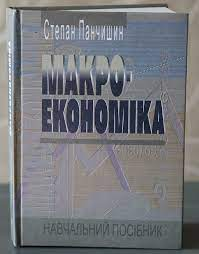 Степан Панчишин
МАКРО-
ЕКОНОМІКА
НАВЧАЛЬНИЙ ПОСІБНИК